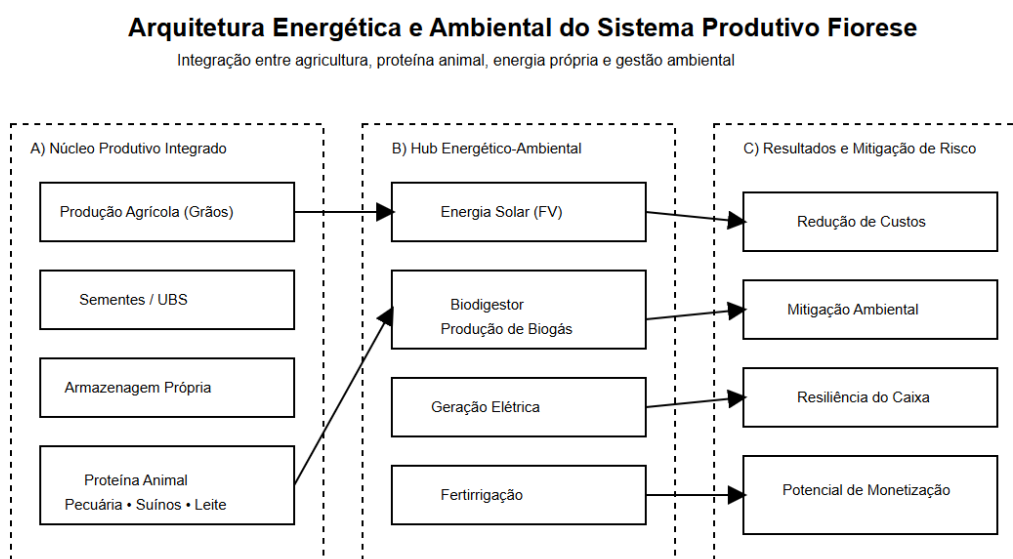 Arquitetura Energética e Ambiental do Sistema Produtivo Fiorese
Integração entre agricultura, proteína animal, energia própria e gestão ambiental
A) Núcleo Produtivo Integrado
Produção Agrícola (Grãos)
Sementes / UBS
Armazenagem Própria
Proteína Animal
Pecuária • Suínos • Leite
B) Hub Energético-Ambiental
Energia Solar (FV)
Biodigestor
Produção de Biogás
Geração Elétrica
Fertirrigação
C) Resultados e Mitigação de Risco
Redução de Custos
Mitigação Ambiental
Resiliência do Caixa
Potencial de Monetização